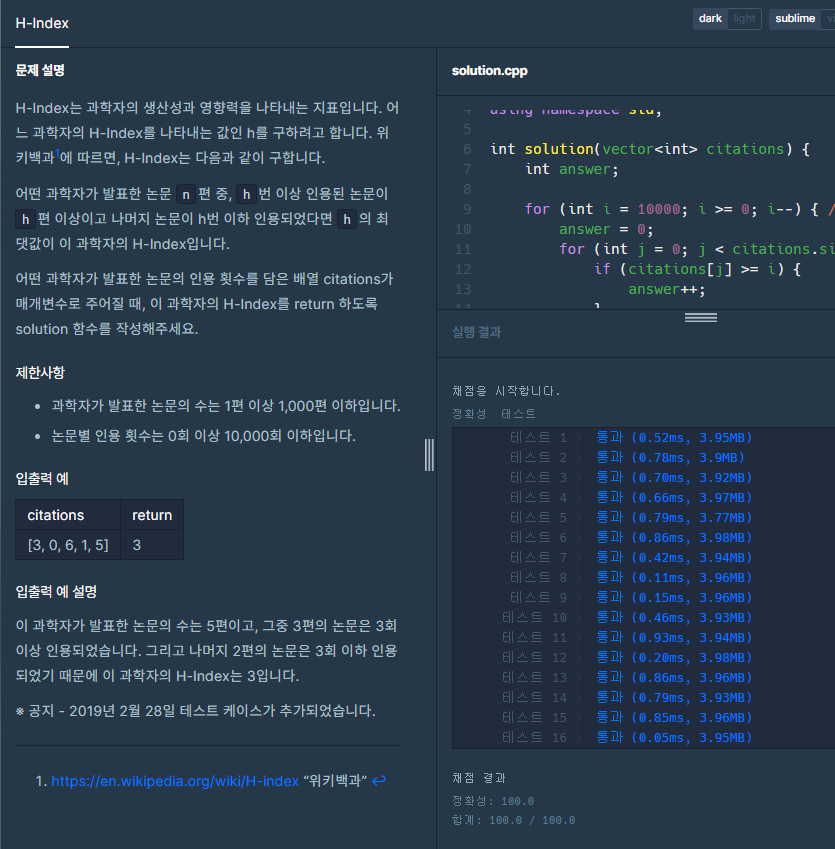 H-Index
dark light sublime
문제 설명
H-Index는 과학자의 생산성과 영향력을 나타내는 지표입니다. 어
느 과학자의 H-Index를 나타내는 값인 h를 구하려고 합니다. 위
키백과1에 따르면, H-Index는 다음과 같이 구합니다.
어떤 과학자가 발표한 논문 n 편 중, h 번 이상 인용된 논문이
h 편 이상이고 나머지 논문이 h번 이하 인용되었다면 h 의 최
댓값이 이 과학자의 H-Index입니다.
어떤 과학자가 발표한 논문의 인용 횟수를 담은 배열 citations가
매개변수로 주어질 때, 이 과학자의 H-Index를 return 하도록
solution 함수를 작성해주세요.
제한사항
• 과학자가 발표한 논문의 수는 1편 이상 1,000편 이하입니다.
• 논문별 인용 횟수는 0회 이상 10,000회 이하입니다.
입출력 예
citations return
[3, 0, 6, 1, 5] 3
입출력 예 설명
이 과학자가 발표한 논문의 수는 5편이고, 그중 3편의 논문은 3회
이상 인용되었습니다. 그리고 나머지 2편의 논문은 3회 이하 인용
되었기 때문에 이 과학자의 H-Index는 3입니다.
※ 공지 - 2019년 2월 28일 테스트 케이스가 추가되었습니다.
1. https://en.wikipedia.org/wiki/H-index “위키백과” ↩
solution.cpp
4 using namespace std;
5
6 int solution(vector<int> citations) {
7 int answer;
8
9 for (int i = 10000; i >= 0; i--) { /
10 answer = 0;
11 for (int j = 0; j < citations.si
12 if (citations[j] >= i) {
13 answer++;
14 }
실행 결과
채점을 시작합니다.
정확성 테스트
테스트 1 〉 통과 (0.52ms, 3.95MB)
테스트 2 〉 통과 (0.78ms, 3.9MB)
테스트 3 〉 통과 (0.70ms, 3.92MB)
테스트 4 〉 통과 (0.66ms, 3.97MB)
테스트 5 〉 통과 (0.79ms, 3.77MB)
테스트 6 〉 통과 (0.86ms, 3.98MB)
테스트 7 〉 통과 (0.42ms, 3.94MB)
테스트 8 〉 통과 (0.11ms, 3.96MB)
테스트 9 〉 통과 (0.15ms, 3.96MB)
테스트 10 〉 통과 (0.46ms, 3.93MB)
테스트 11 〉 통과 (0.93ms, 3.94MB)
테스트 12 〉 통과 (0.20ms, 3.98MB)
테스트 13 〉 통과 (0.86ms, 3.96MB)
테스트 14 〉 통과 (0.79ms, 3.93MB)
테스트 15 〉 통과 (0.85ms, 3.96MB)
테스트 16 〉 통과 (0.05ms, 3.95MB)
채점 결과
정확성: 100.0
합계: 100.0 / 100.0